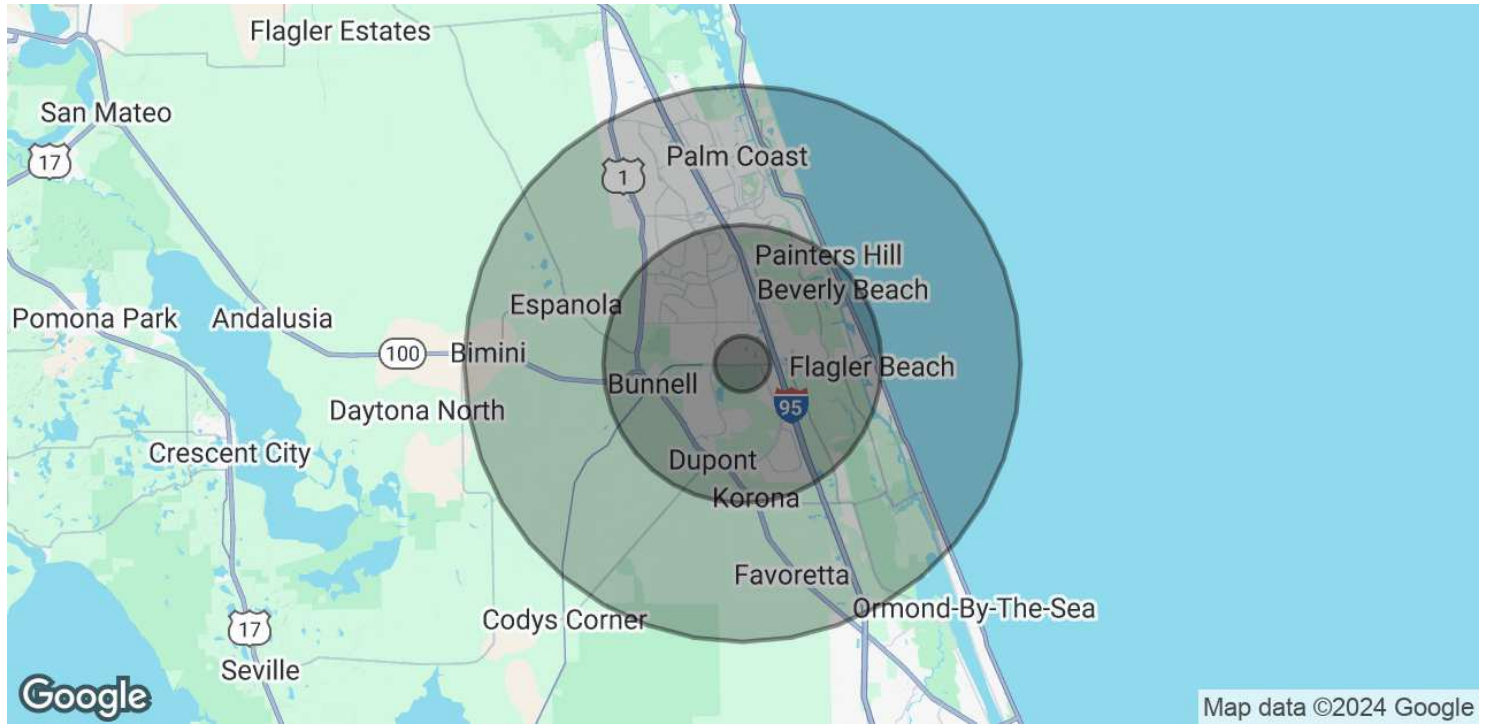 Flagler Estates
San Mateo
17
1
Palm Coast
Painters Hill
Beverly Beach
Espanola
Pomona Park
Andalusia
100
Bimini
Flagler Beach
Bunnell
95
Daytona North
Crescent City
Dupont
Korona
Favoretta
Ormond-By-The-Sea
Codys Corner
17
Seville
Google
Map data ©2024 Google